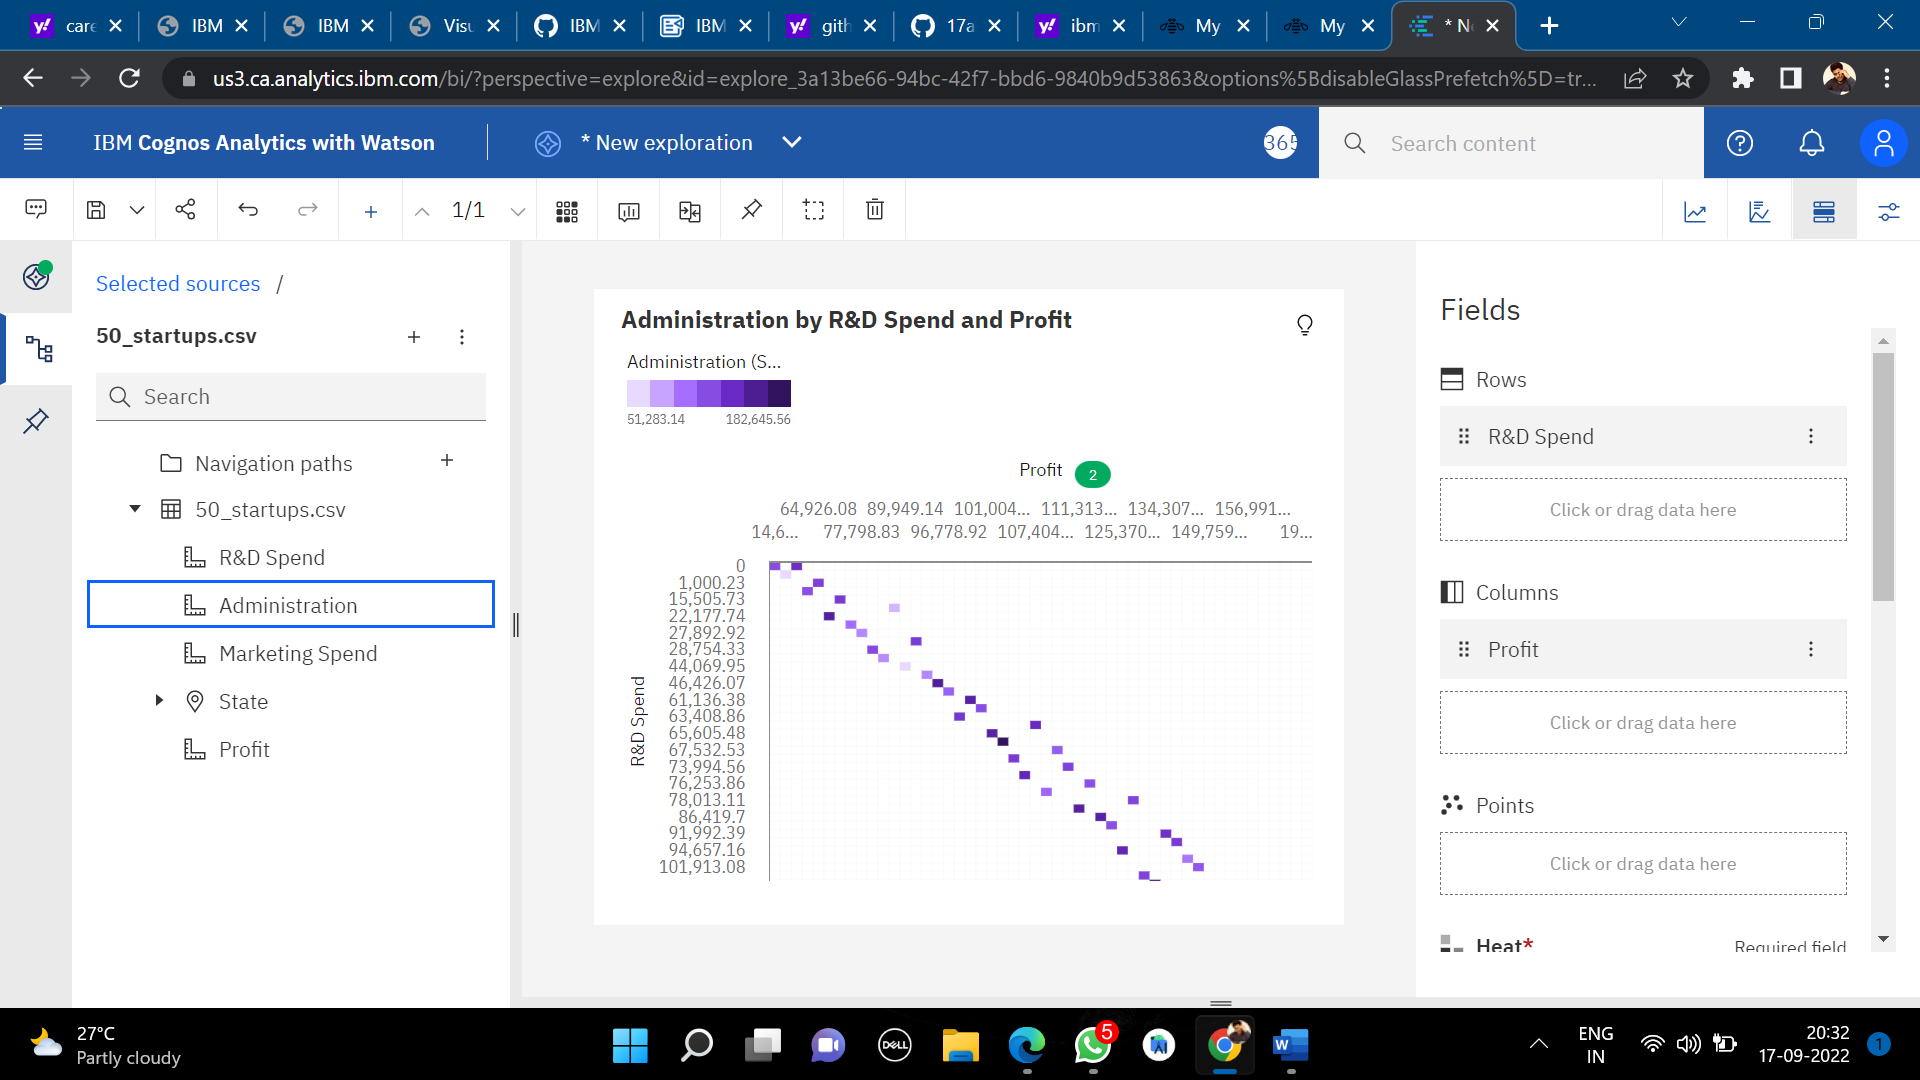 care
IBM
IBM
Visu
IBM
IBM
gith
17a
ibm
My
My
* Ne
us3.ca.analytics.ibm.com/bi/?perspective=explore&id=explore_3a13be66-94bc-42f7-bbd6-9840b9d53863&options%5BdisableGlassPrefetch%5D=tr...
IBM Cognos Analytics with Watson
* New exploration
365
Search content
1/1
Selected sources /
50_startups.csv
Search
Navigation paths
50_startups.csv
R&D Spend
Administration
Marketing Spend
State
Profit
Administration by R&D Spend and Profit
Administration (S...
51,283.14 182,645.56
Profit 2
64,926.08 89,949.14 101,004... 111,313... 134,307... 156,991...
14,6... 77,798.83 96,778.92 107,404... 125,370... 149,759... 19...
R&D Spend
0
1,000.23
15,505.73
22,177.74
27,892.92
28,754.33
44,069.95
46,426.07
61,136.38
63,408.86
65,605.48
67,532.53
73,994.56
76,253.86
78,013.11
86,419.7
91,992.39
94,657.16
101,913.08
Fields
Rows
R&D Spend
Click or drag data here
Columns
Profit
Click or drag data here
Points
Click or drag data here
Heat* Required field
27°C
Partly cloudy
DELL
5
W
ENG
IN
20:32
17-09-2022
1